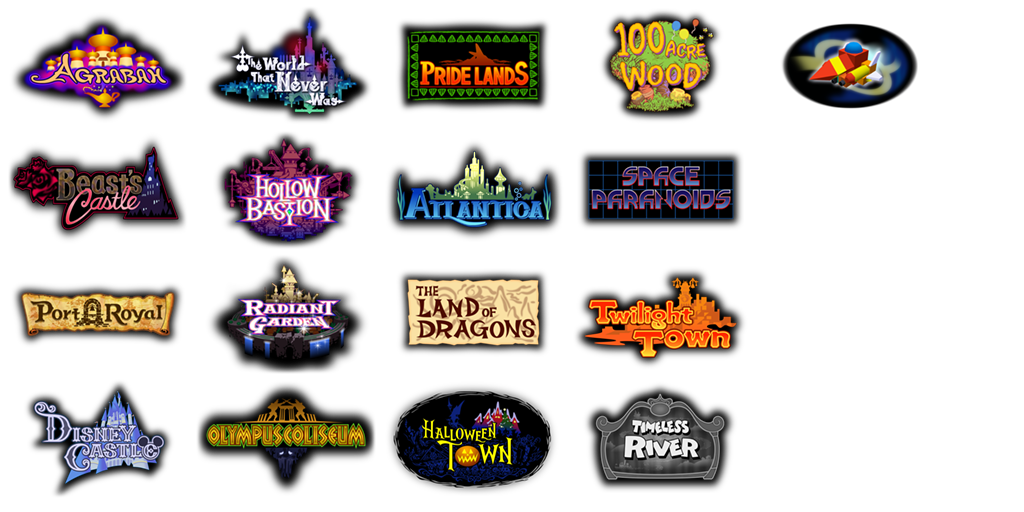 AGRABAH
The World
That Never
Was
PRIDE LANDS
100 ACRE
WOOD
Beast's
Castle
HOLLOW
BASTION
ATLANTICA
SPACE
PARANOIDS
Port Royal
RADIANT
GARDEN
THE
LAND OF
DRAGONS
Twilight
Town
DISNEY
CASTLE
OLYMPUS COLISEUM
HALLOWEEN
TOWN
TIMELESS
RIVER